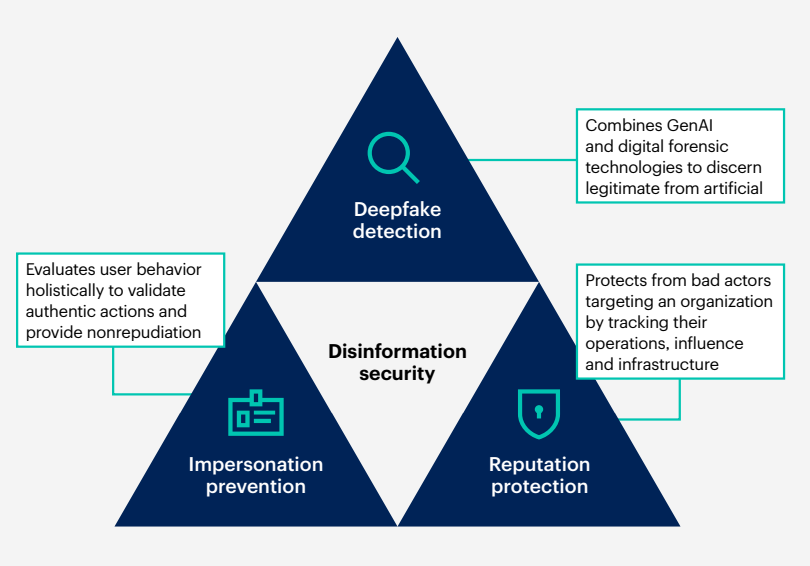 Combines GenAI
and digital forensic
technologies to discern
legitimate from artificial
Deepfake
detection
Evaluates user behavior
holistically to validate
authentic actions and
provide nonrepudiation
Protects from bad actors
targeting an organization
by tracking their
operations, influence
and infrastructure
Disinformation
security
Impersonation
prevention
Reputation
protection